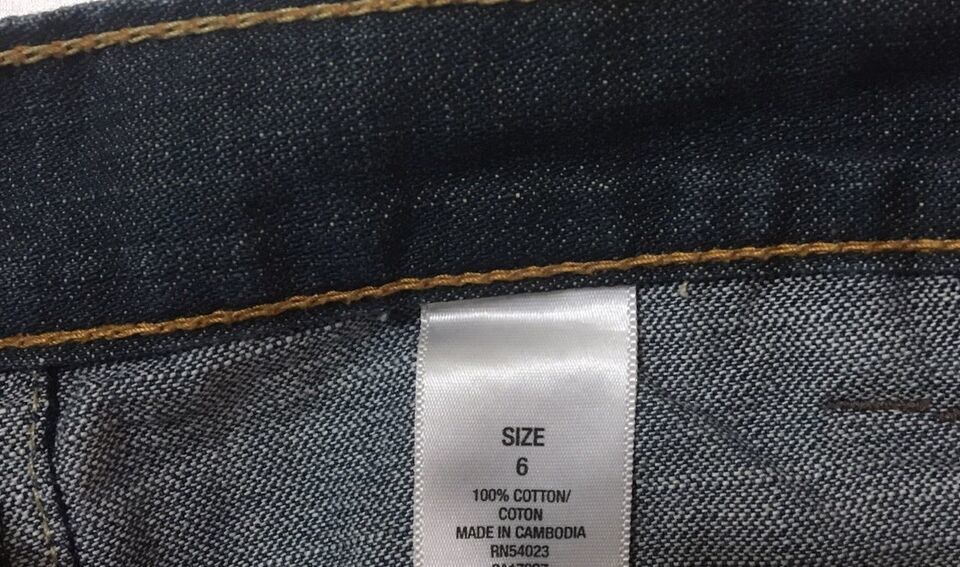 SIZE
6
100% COTTON/
COTON
MADE IN CAMBODIA
RN54023